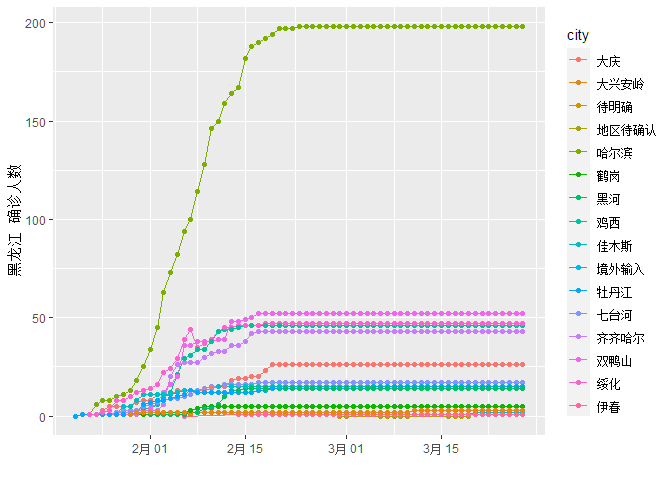 黑龙江 确诊人数
200
150
100
50
0
2月 01
2月 15
3月 01
3月 15
city
大庆
大兴安岭
待明确
地区待确认
哈尔滨
鹤岗
黑河
鸡西
佳木斯
境外输入
牡丹江
七台河
齐齐哈尔
双鸭山
绥化
伊春